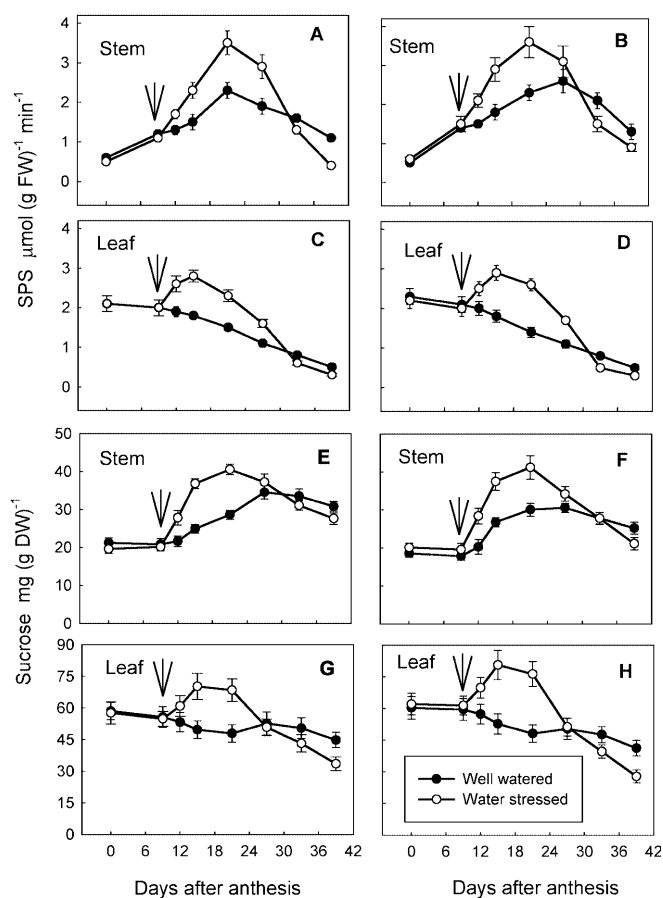 A
B
Stem
Stem
4
3
2
1
0
C
D
Leaf
Leaf
4
3
2
1
0
SPS μmol (g FW)⁻¹ min⁻¹
E
F
Stem
Stem
50
40
30
20
10
0
G
H
Leaf
Leaf
90
75
60
45
30
15
0
Sucrose mg (g DW)⁻¹
Well watered
Water stressed
0 6 12 18 24 30 36 42
0 6 12 18 24 30 36 42
Days after anthesis
Days after anthesis